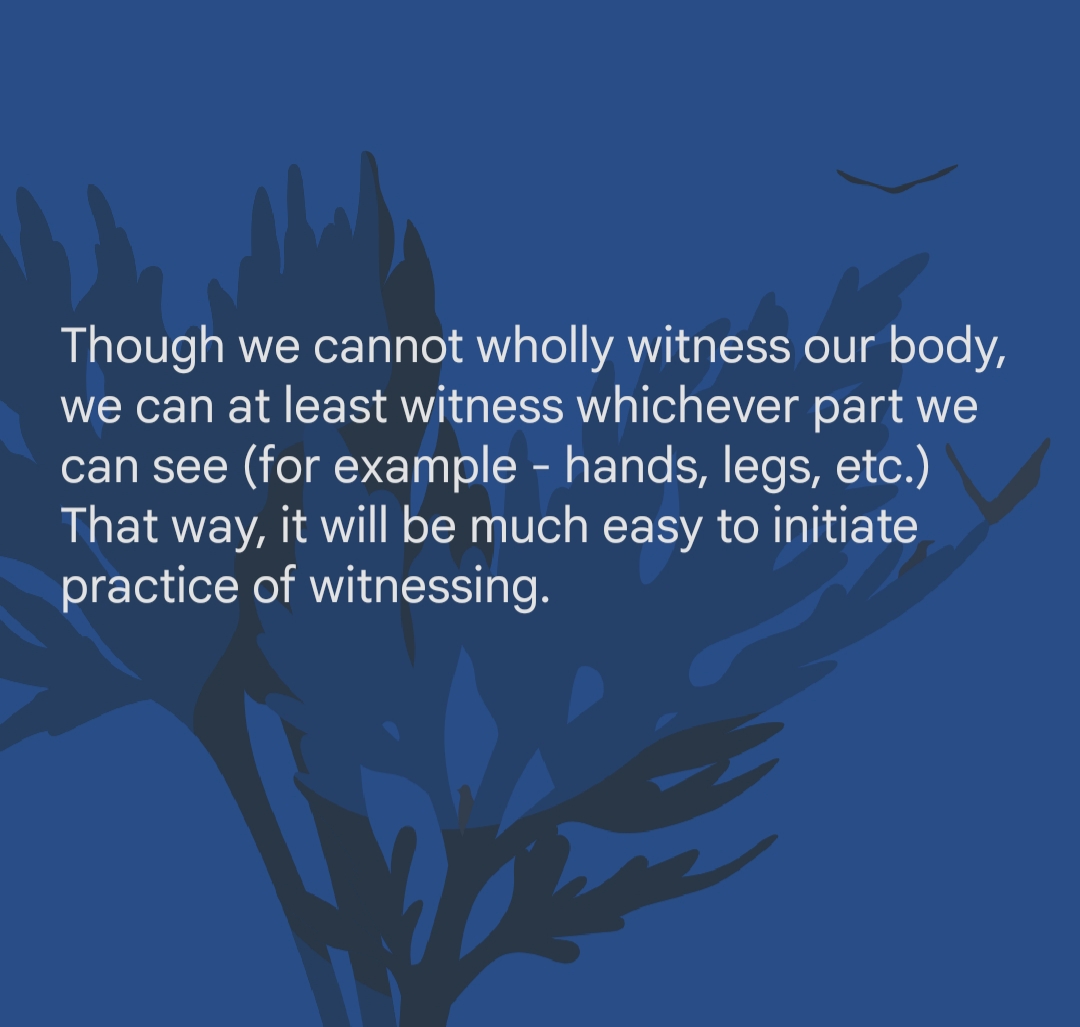 Though we cannot wholly witness our body,
we can at least witness whichever part we
can see (for example - hands, legs, etc.)
That way, it will be much easy to initiate
practice of witnessing.